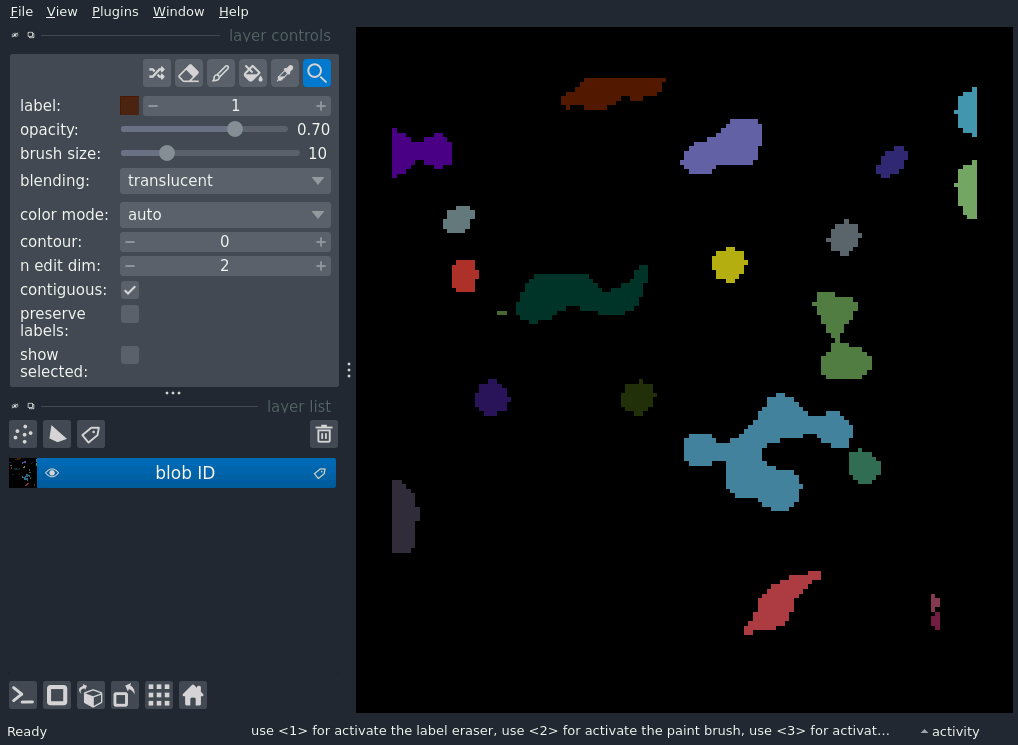 File View Plugins Window Help
layer controls
label: 1
opacity: 0.70
brush size: 10
blending: translucent
color mode: auto
contour: 0
n edit dim: 2
contiguous:
preserve
labels:
show
selected:
layer list
blob ID
Ready use <1> for activate the label eraser, use <2> for activate the paint brush, use <3> for activat... activity